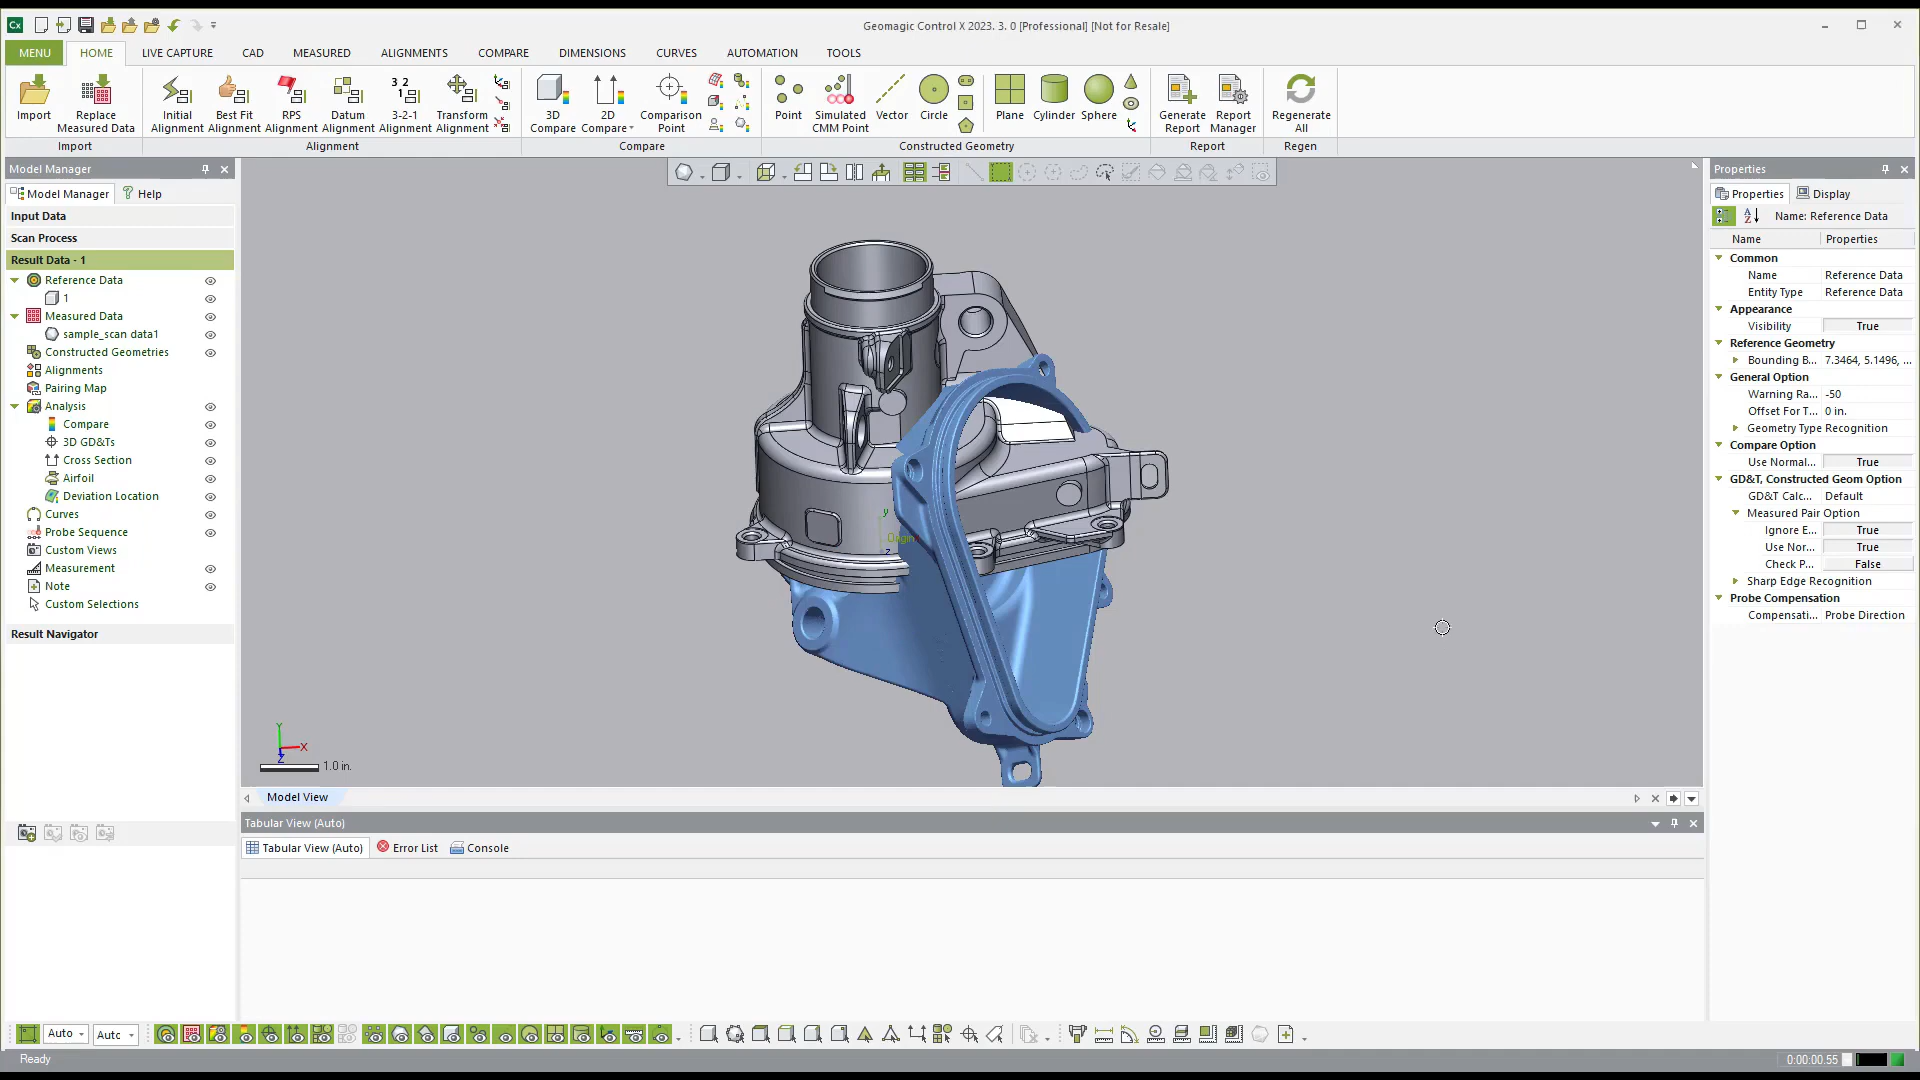 Cx
Geomagic Control X 2023. 3. 0 [Professional] [Not for Resale]
MENU HOME LIVE CAPTURE CAD MEASURED ALIGNMENTS COMPARE DIMENSIONS CURVES AUTOMATION TOOLS
Import
Replace
Measured Data
Initial
Alignment
Best Fit
Alignment
RPS
Alignment
Datum
Alignment
3 2
1
3-2-1
Alignment
Transform
Alignment
3D
Compare
2D
Compare
Comparison
Point
Point
Simulated
CMM Point
Vector
Circle
Plane
Cylinder
Sphere
Generate
Report
Report
Manager
Regenerate
All
Import Alignment Compare Constructed Geometry Report Regen
Model Manager
Model Manager ? Help
Input Data
Scan Process
Result Data - 1
Reference Data
1
Measured Data
sample_scan data1
Constructed Geometries
Alignments
Pairing Map
Analysis
Compare
3D GD&Ts
Cross Section
Airfoil
Deviation Location
Curves
Probe Sequence
Custom Views
Measurement
Note
Custom Selections
Result Navigator
y
Origin
z
Y
X
Z
1.0 in.
Model View
Tabular View (Auto)
Tabular View (Auto) Error List Console
Properties
Properties Display
A
Z
Name: Reference Data
Name Properties
Common
Name Reference Data
Entity Type Reference Data
Appearance
Visibility True
Reference Geometry
Bounding B... 7.3464, 5.1496, ...
General Option
Warning Ra... -50
Offset For T... 0 in.
Geometry Type Recognition
Compare Option
Use Normal... True
GD&T, Constructed Geom Option
GD&T Calc... Default
Measured Pair Option
Ignore E... True
Use Nor... True
Check P... False
Sharp Edge Recognition
Probe Compensation
Compensati... Probe Direction
Auto Auto
Ready
0:00:00.55